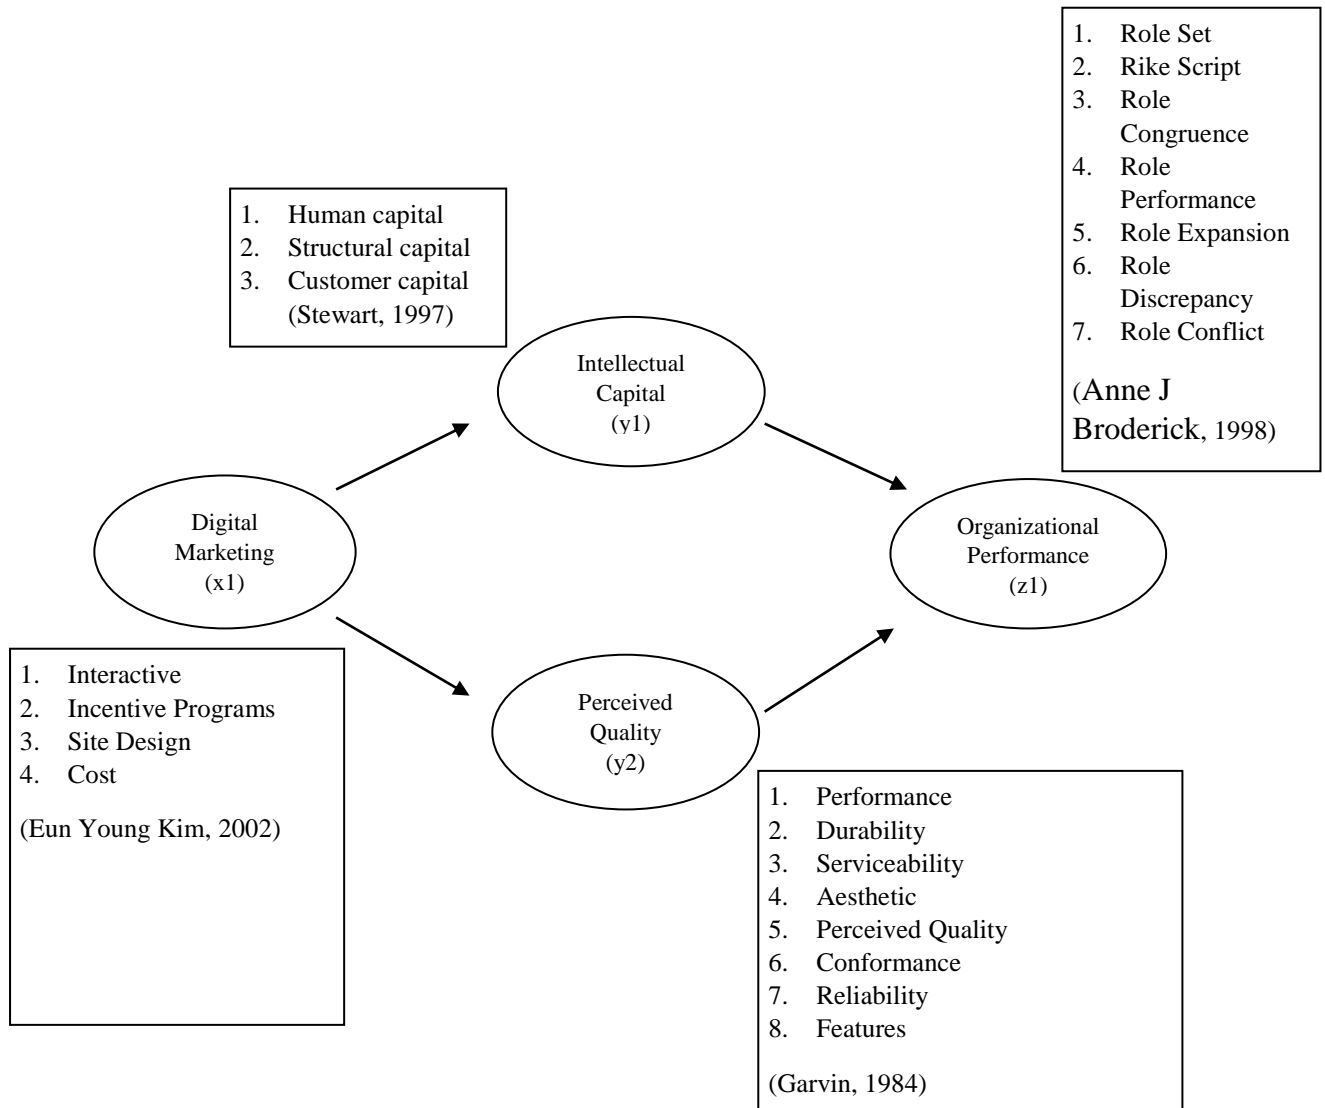 1. Role Set
2. Rike Script
3. Role
Congruence
4. Role
Performance
5. Role Expansion
6. Role
Discrepancy
7. Role Conflict
(Anne J
Broderick, 1998)
1. Human capital
2. Structural capital
3. Customer capital
(Stewart, 1997)
Intellectual
Capital
(y1)
Digital
Marketing
(x1)
Organizational
Performance
(z1)
1. Interactive
2. Incentive Programs
3. Site Design
4. Cost
(Eun Young Kim, 2002)
Perceived
Quality
(y2)
1. Performance
2. Durability
3. Serviceability
4. Aesthetic
5. Perceived Quality
6. Conformance
7. Reliability
8. Features
(Garvin, 1984)